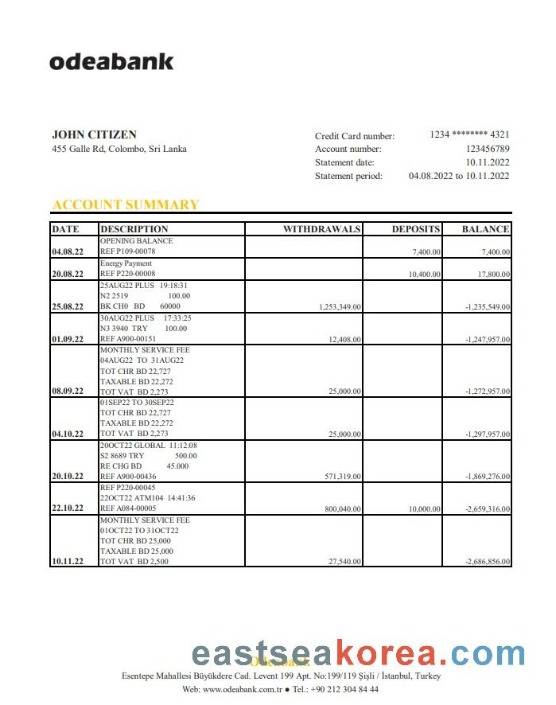 odeabank
JOHN CITIZEN
455 Galle Rd, Colombo, Sri Lanka
Credit Card number: 1234 ******** 4321
Account number: 123456789
Statement date: 10.11.2022
Statement period: 04.08.2022 to 10.11.2022
ACCOUNT SUMMARY
DATE DESCRIPTION WITHDRAWALS DEPOSITS BALANCE
OPENING BALANCE
04.08.22 REF P109-00078 7,400.00 7,400.00
Energy Payment
20.08.22 REF P220-00008 10,400.00 17,800.00
25AUG22 PLUS 19:18:31
N2 2519 100.00
25.08.22 BK CH0 BD 60000 1,253,349.00 -1,235,549.00
30AUG22 PLUS 17:33:25
N3 3940 TRY 100.00
01.09.22 REF A900-00151 12,408.00 -1,247,957.00
MONTHLY SERVICE FEE
04AUG22 TO 31AUG22
TOT CHR BD 22,727
TAXABLE BD 22,272
08.09.22 TOT VAT BD 2,273 25,000.00 -1,272,957.00
01SEP22 TO 30SEP22
TOT CHR BD 22,727
TAXABLE BD 22,272
04.10.22 TOT VAT BD 2,273 25,000.00 -1,297,957.00
20OCT22 GLOBAL 11:12:08
S2 8689 TRY 500.00
RE CHG BD 45.000
20.10.22 REF A900-00436 571,319.00 -1,869,276.00
REF P220-00045
22OCT22 ATM104 14:41:36
22.10.22 REF A084-00005 800,040.00 10,000.00 -2,659,316.00
MONTHLY SERVICE FEE
01OCT22 TO 31OCT22
TOT CHR BD 25,000
TAXABLE BD 25,000
10.11.22 TOT VAT BD 2,500 27,540.00 -2,686,856.00
eastseakorea.com
Odeabank
Esentepe Mahallesi Büyükdere Cad. Levent 199 Apt. No:199/119 Şişli / İstanbul, Turkey
Web: www.odeabank.com.tr ● Tel.: +90 212 304 84 44